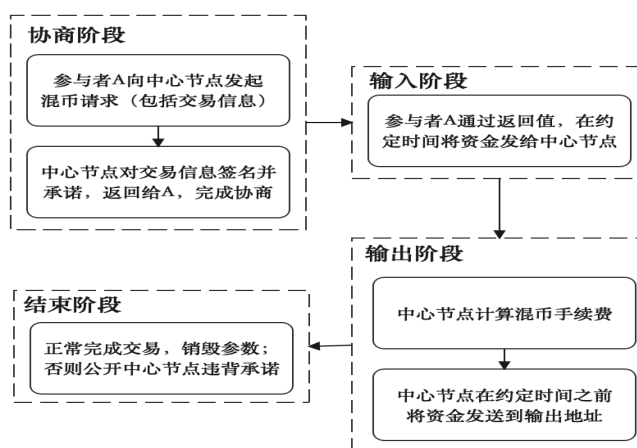 协商阶段
参与者A向中心节点发起
混币请求（包括交易信息）
中心节点对交易信息签名并
承诺，返回给A，完成协商
输入阶段
参与者A通过返回值，在约
定时间将资金发给中心节点
输出阶段
中心节点计算混币手续费
中心节点在约定时间之前
将资金发送到输出地址
结束阶段
正常完成交易，销毁参数；
否则公开中心节点违背承诺